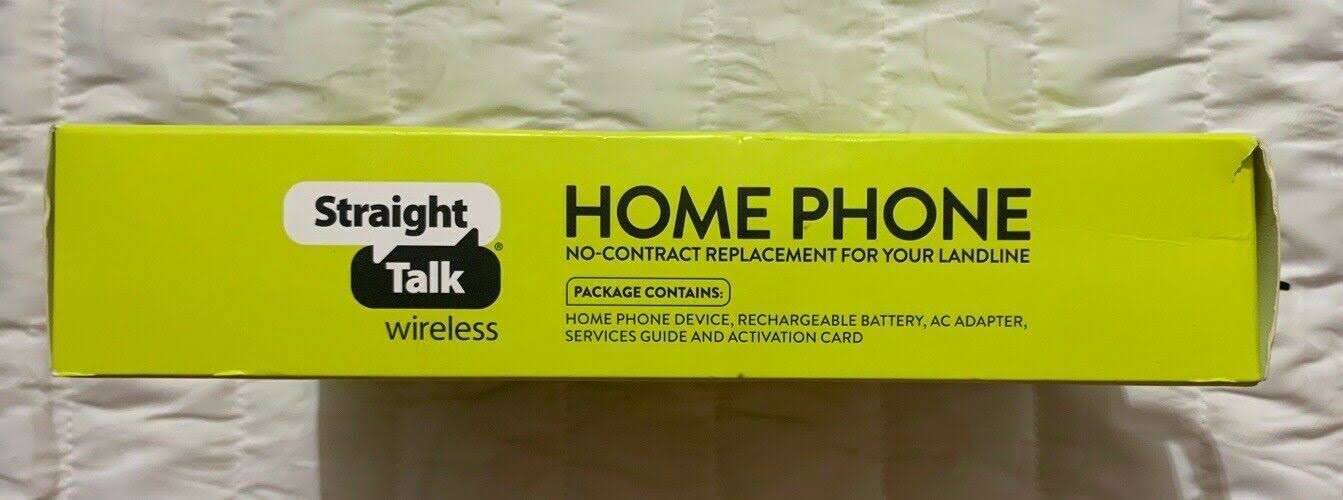 Straight
Talk®
wireless
HOME PHONE
NO-CONTRACT REPLACEMENT FOR YOUR LANDLINE
PACKAGE CONTAINS:
HOME PHONE DEVICE, RECHARGEABLE BATTERY, AC ADAPTER,
SERVICES GUIDE AND ACTIVATION CARD